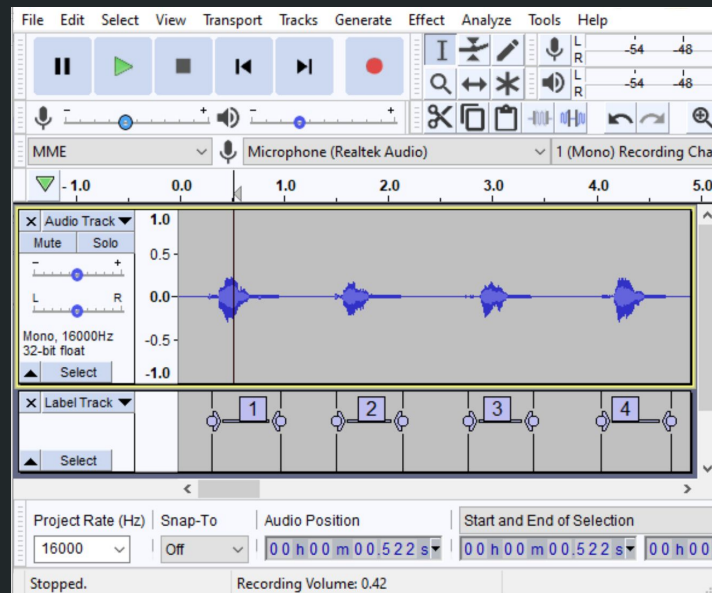 File Edit Select View Transport Tracks Generate Effect Analyze Tools Help
L
R
-54 -48
L
R
-54 -48
- + - +
MME Microphone (Realtek Audio) 1 (Mono) Recording Cha
- 1.0 0.0 1.0 2.0 3.0 4.0 5.0
X Audio Track
Mute Solo
- +
L R
Mono, 16000Hz
32-bit float
Select
1.0
0.5
0.0
-0.5
-1.0
X Label Track
Select
1 2 3 4
Project Rate (Hz) Snap-To Audio Position Start and End of Selection
16000 Off 00 h 00 m 00.522 s 00 h 00 m 00.522 s 00 h 00
Stopped. Recording Volume: 0.42